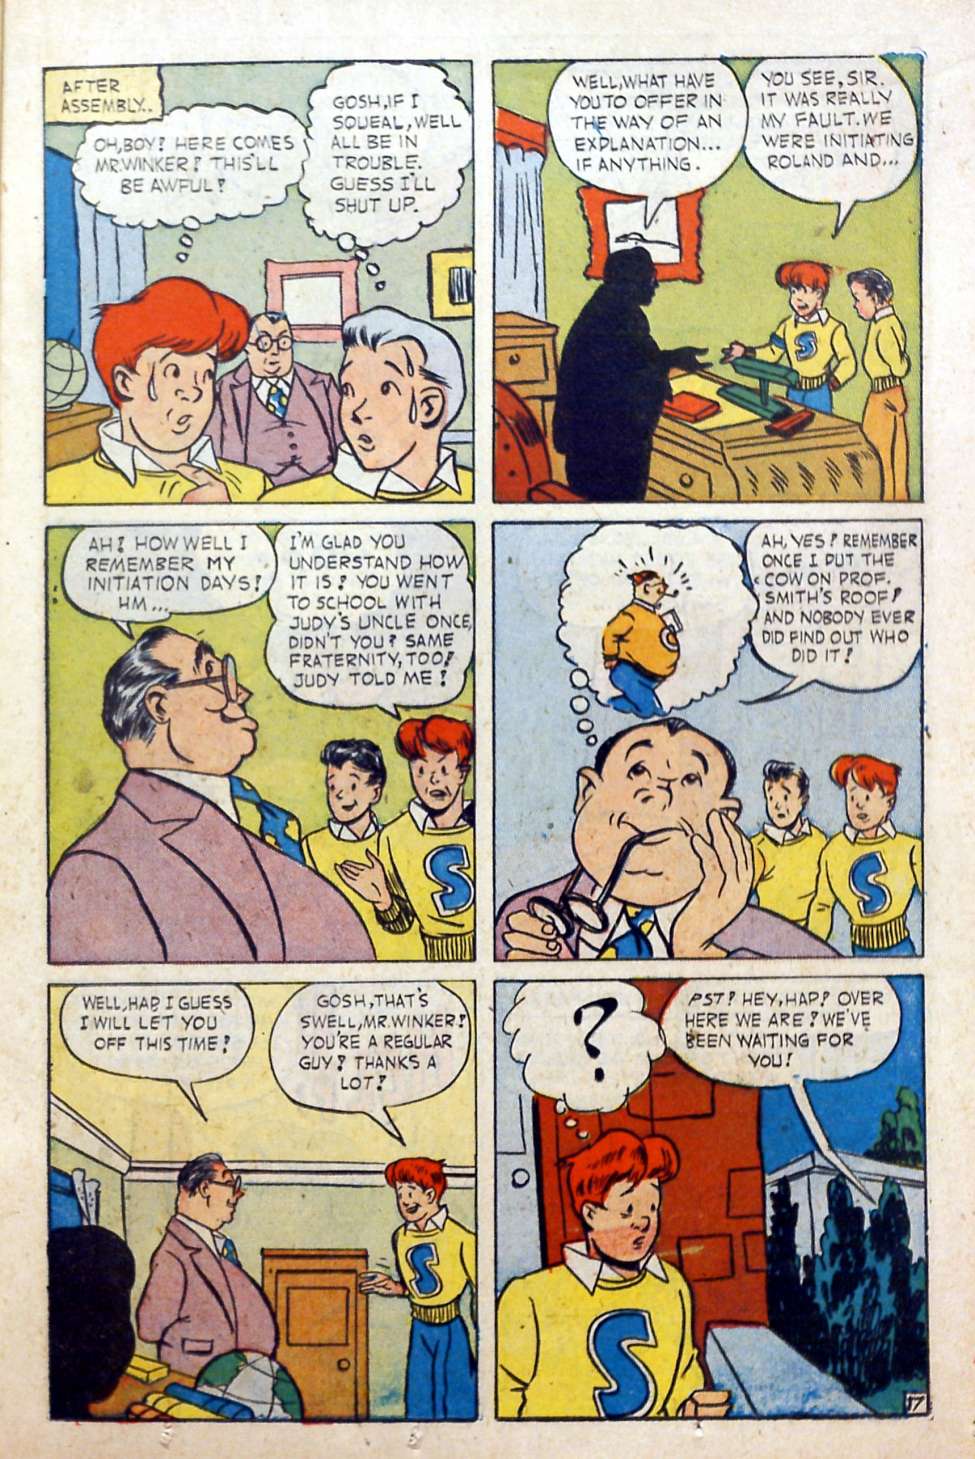 AFTER
ASSEMBLY..
OH, BOY! HERE COMES
MR. WINKER! THIS'LL
BE AWFUL!
GOSH, IF I
SQUEAL, WELL
ALL BE IN
TROUBLE.
GUESS I'LL
SHUT UP.
WELL, WHAT HAVE
YOU TO OFFER IN
THE WAY OF AN
EXPLANATION...
IF ANYTHING.
YOU SEE, SIR.
IT WAS REALLY
MY FAULT. WE
WERE INITIATING
ROLAND AND...
S
AH! HOW WELL I
REMEMBER MY
INITIATION DAYS!
HM...
I'M GLAD YOU
UNDERSTAND HOW
IT IS! YOU WENT
TO SCHOOL WITH
JUDY'S UNCLE ONCE,
DIDN'T YOU? SAME
FRATERNITY, TOO!
JUDY TOLD ME!
S
AH, YES! REMEMBER
ONCE I PUT THE
COW ON PROF.
SMITH'S ROOF!
AND NOBODY EVER
DID FIND OUT WHO
DID IT!
S
WELL, HAP, I GUESS
I WILL LET YOU
OFF THIS TIME!
GOSH, THAT'S
SWELL, MR. WINKER!
YOU'RE A REGULAR
GUY! THANKS A
LOT!
S
?
PST! HEY, HAP! OVER
HERE WE ARE! WE'VE
BEEN WAITING FOR
YOU!
S
17